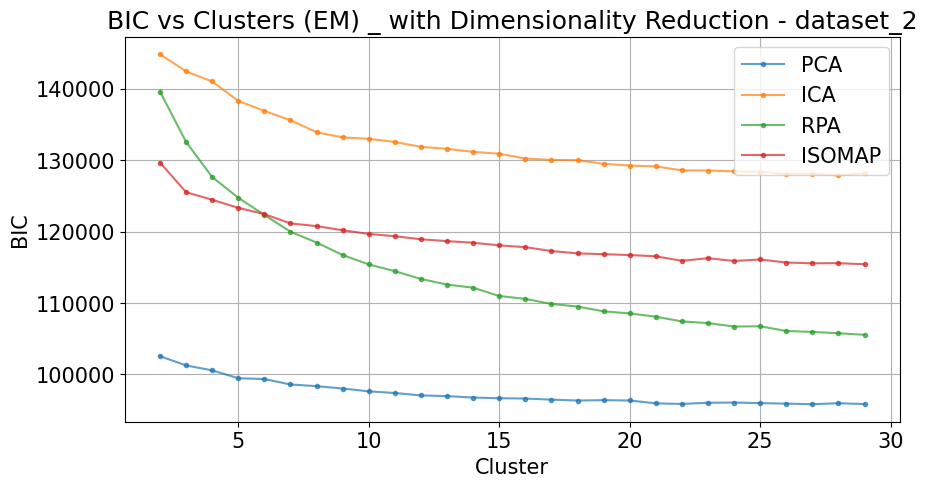 BIC vs Clusters (EM) _ with Dimensionality Reduction - dataset_2
PCA
ICA
RPA
ISOMAP
140000
130000
120000
110000
100000
BIC
5 10 15 20 25 30
Cluster